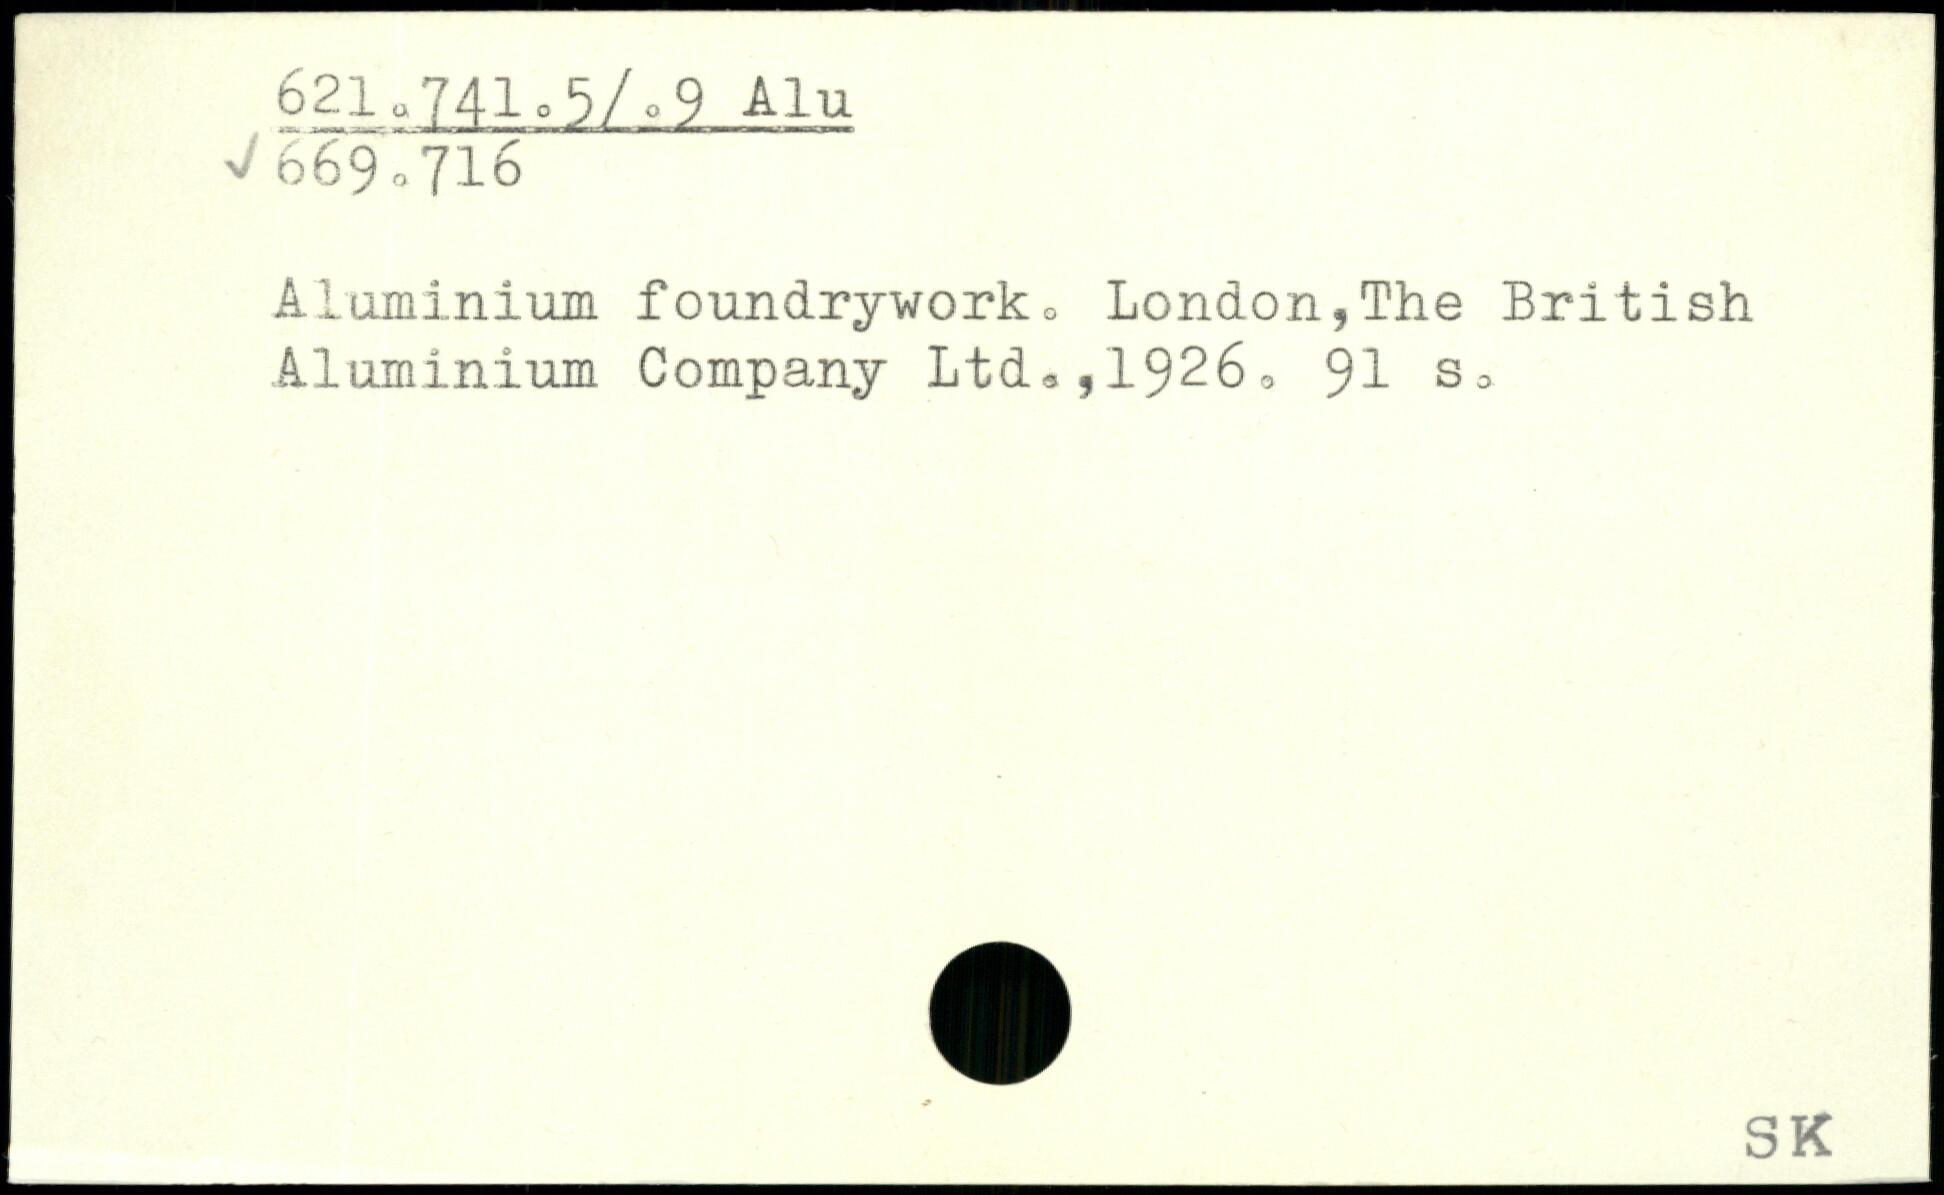 621.741.5/.9 Alu
✓669.716
Aluminium foundrywork. London,The British
Aluminium Company Ltd.,1926. 91 s.
SK